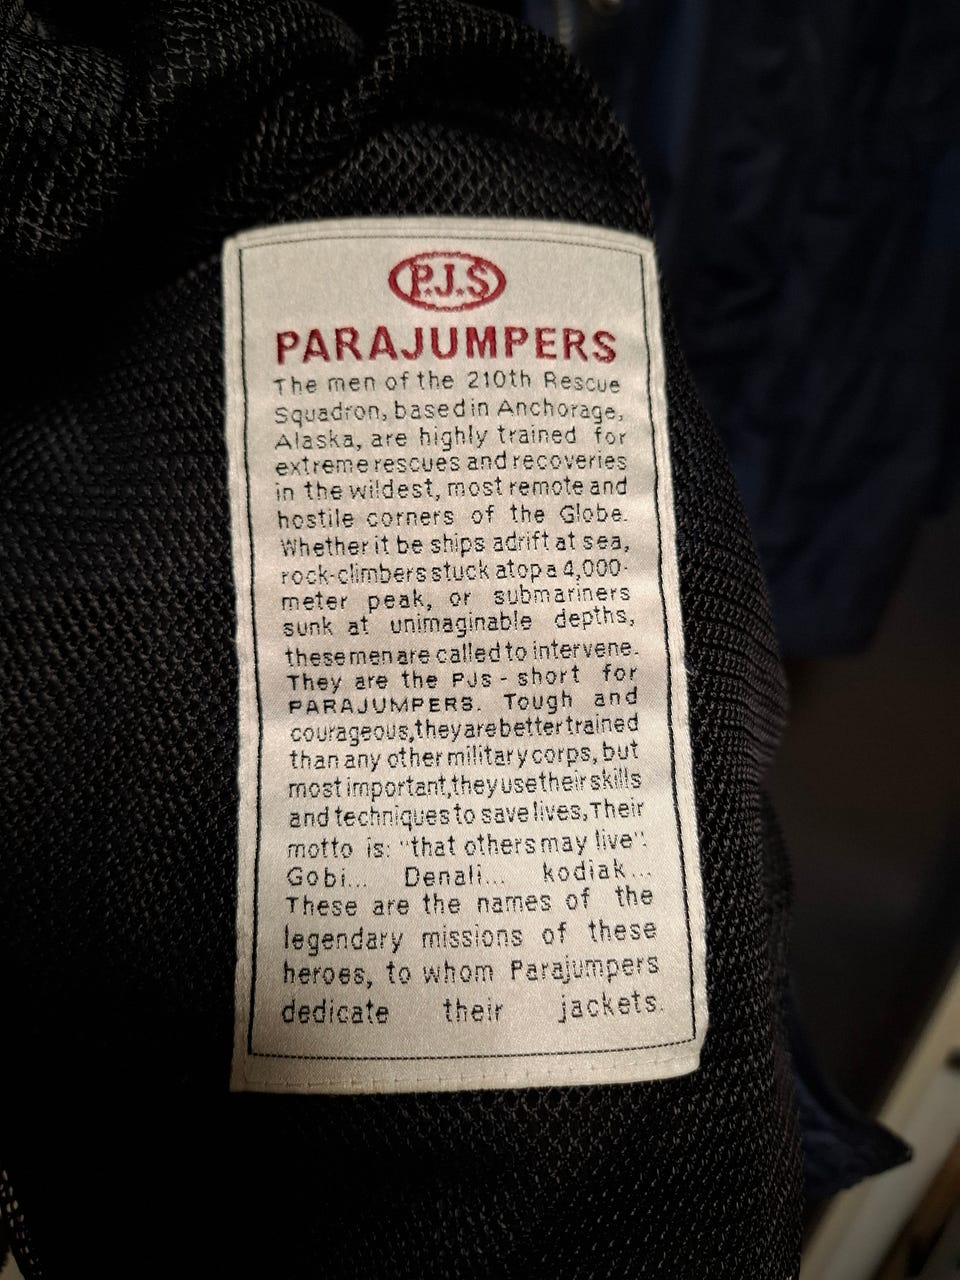 P.J.S
PARAJUMPERS
The men of the 210th Rescue
Squadron, based in Anchorage,
Alaska, are highly trained for
extreme rescues and recoveries
in the wildest, most remote and
hostile corners of the Globe.
Whether it be ships adrift at sea,
rock-climbers stuck atop a 4,000-
meter peak, or submariners
sunk at unimaginable depths,
these men are called to intervene.
They are the PJs - short for
PARAJUMPERS. Tough and
courageous, they are better trained
than any other military corps, but
most important, they use their skills
and techniques to save lives, Their
motto is: "that others may live".
Gobi... Denali... kodiak...
These are the names of the
legendary missions of these
heroes, to whom Parajumpers
dedicate their jackets.